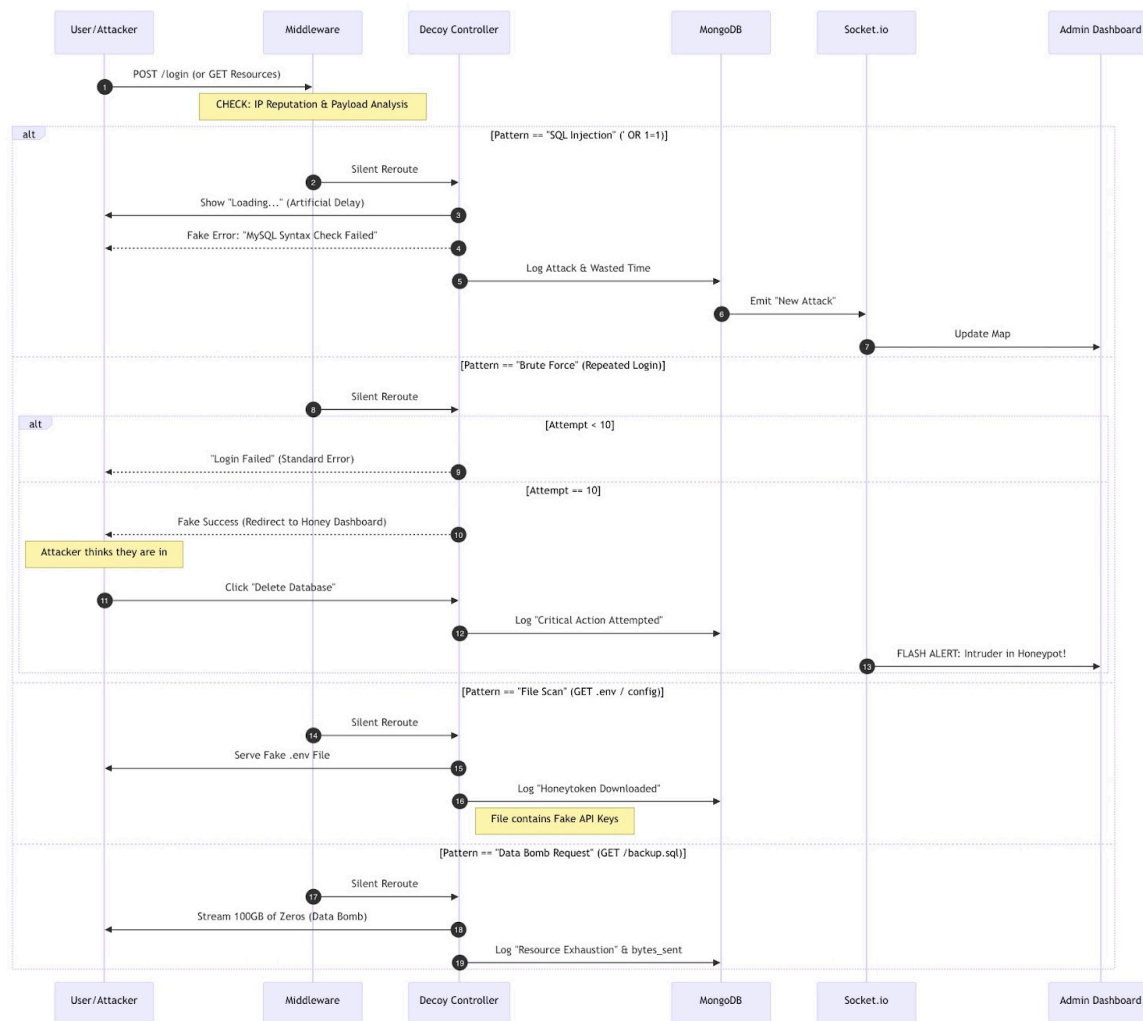 User/Attacker
Middleware
Decoy Controller
MongoDB
Socket.io
Admin Dashboard
1
POST /login (or GET Resources)
CHECK: IP Reputation & Payload Analysis
alt
[Pattern == "SQL Injection" (' OR 1=1)]
Silent Reroute
2
Show "Loading..." (Artificial Delay)
3
Fake Error: "MySQL Syntax Check Failed"
4
Log Attack & Wasted Time
5
Emit "New Attack"
6
Update Map
7
[Pattern == "Brute Force" (Repeated Login)]
Silent Reroute
8
alt
[Attempt < 10]
"Login Failed" (Standard Error)
9
[Attempt == 10]
Fake Success (Redirect to Honey Dashboard)
10
Attacker thinks they are in
Click "Delete Database"
11
Log "Critical Action Attempted"
12
FLASH ALERT: Intruder in Honeypot!
13
[Pattern == "File Scan" (GET .env / config)]
Silent Reroute
14
Serve Fake .env File
15
Log "Honeytoken Downloaded"
16
File contains Fake API Keys
[Pattern == "Data Bomb Request" (GET /backup.sql)]
Silent Reroute
17
Stream 100GB of Zeros (Data Bomb)
18
Log "Resource Exhaustion" & bytes_sent
19
User/Attacker
Middleware
Decoy Controller
MongoDB
Socket.io
Admin Dashboard